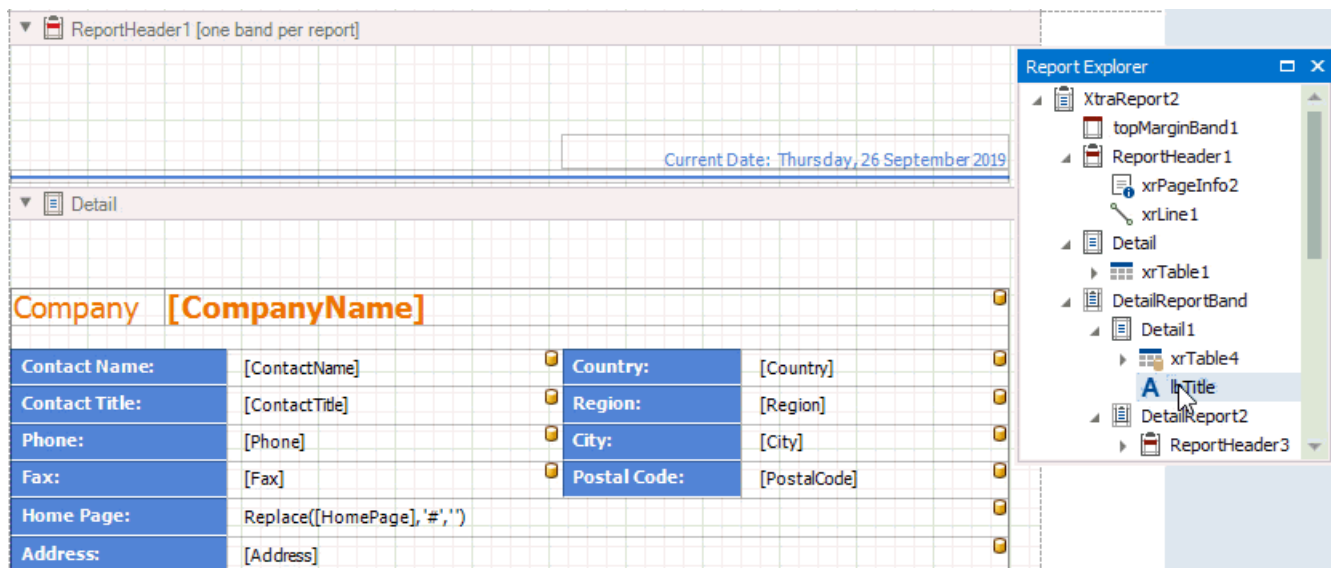 ReportHeader1 [one band per report]
Current Date: Thursday, 26 September 2019
Detail
Company [CompanyName]
Contact Name: [ContactName] Country: [Country]
Contact Title: [ContactTitle] Region: [Region]
Phone: [Phone] City: [City]
Fax: [Fax] Postal Code: [PostalCode]
Home Page: Replace([HomePage],'#','')
Address: [Address]
Report Explorer
XtraReport2
topMarginBand1
ReportHeader1
xrPageInfo2
xrLine1
Detail
xrTable1
DetailReportBand
Detail1
xrTable4
A lbTitle
DetailReport2
ReportHeader3